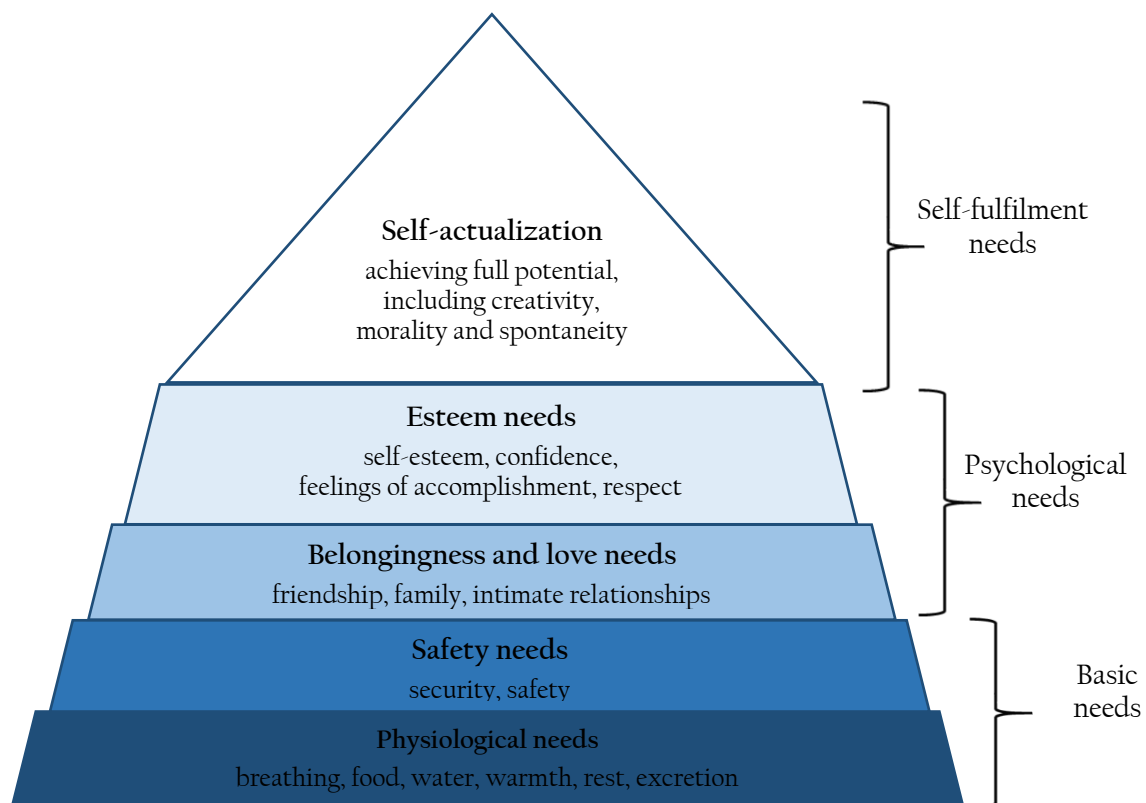 Self-actualization
achieving full potential,
including creativity,
morality and spontaneity
Self-fulfilment
needs
Esteem needs
self-esteem, confidence,
feelings of accomplishment, respect
Psychological
needs
Belongingness and love needs
friendship, family, intimate relationships
Safety needs
security, safety
Basic
needs
Physiological needs
breathing, food, water, warmth, rest, excretion